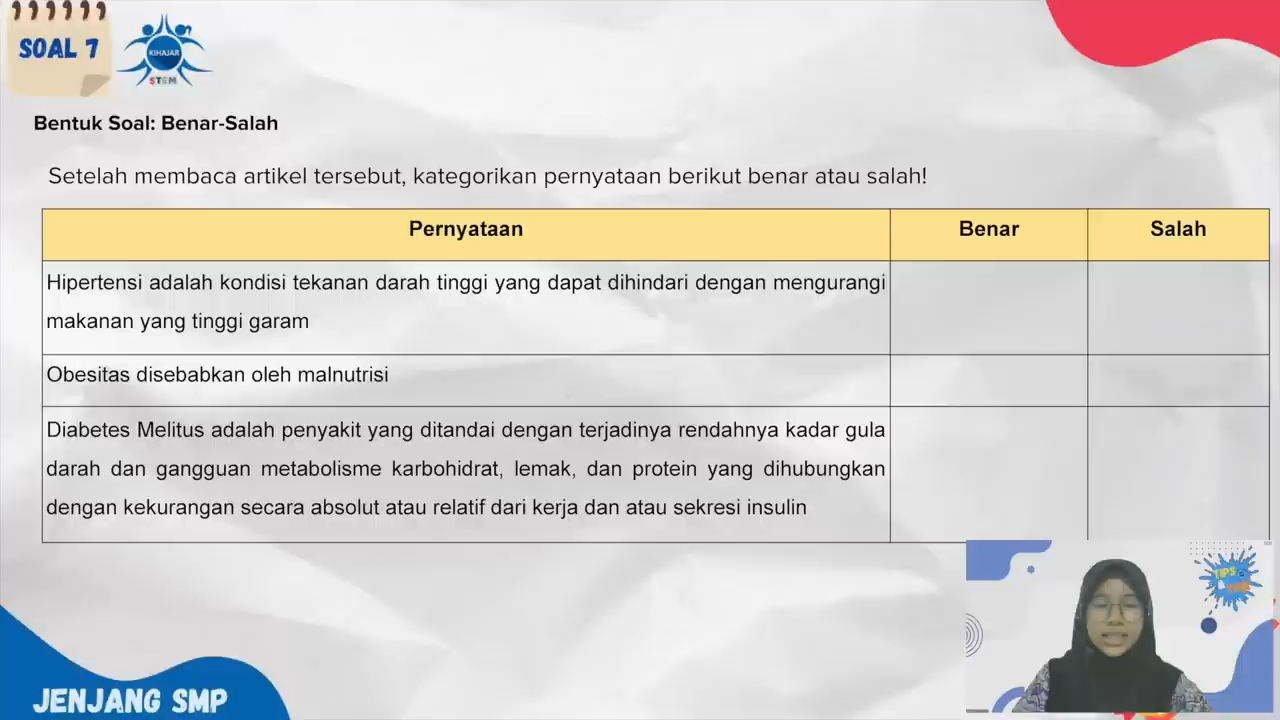 SOAL 7
KIHAJAR
STEM
Bentuk Soal: Benar-Salah
Setelah membaca artikel tersebut, kategorikan pernyataan berikut benar atau salah!
Pernyataan
Benar
Salah
Hipertensi adalah kondisi tekanan darah tinggi yang dapat dihindari dengan mengurangi
makanan yang tinggi garam
Obesitas disebabkan oleh malnutrisi
Diabetes Melitus adalah penyakit yang ditandai dengan terjadinya rendahnya kadar gula
darah dan gangguan metabolisme karbohidrat, lemak, dan protein yang dihubungkan
dengan kekurangan secara absolut atau relatif dari kerja dan atau sekresi insulin
TIPS
JENJANG SMP